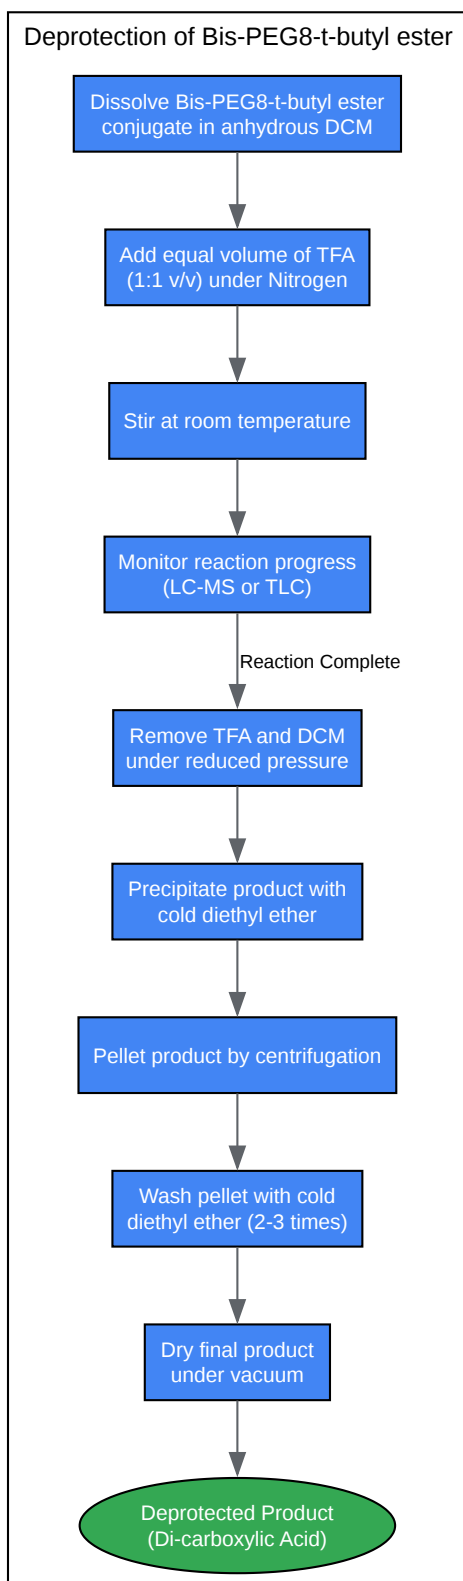 Deprotection of Bis-PEG8-t-butyl ester
Dissolve Bis-PEG8-t-butyl ester
conjugate in anhydrous DCM
Add equal volume of TFA
(1:1 v/v) under Nitrogen
Stir at room temperature
Monitor reaction progress
(LC-MS or TLC)
Reaction Complete
Remove TFA and DCM
under reduced pressure
Precipitate product with
cold diethyl ether
Pellet product by centrifugation
Wash pellet with cold
diethyl ether (2-3 times)
Dry final product
under vacuum
Deprotected Product
(Di-carboxylic Acid)